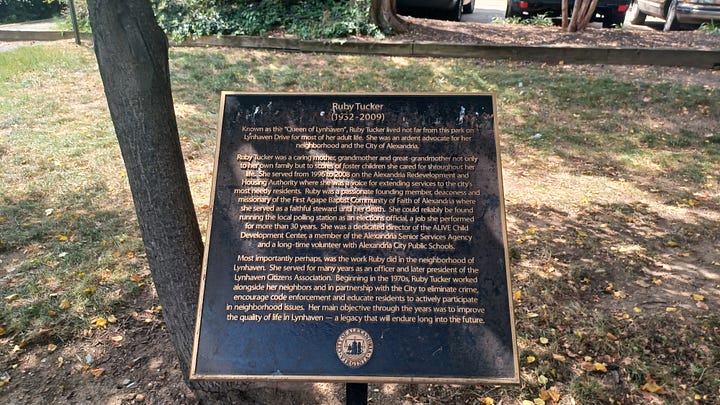 Ruby Tucker
(1932-2009)
Known as the "Queen of Lynhaven", Ruby Tucker lived not far from this park on
Lynhaven Drive for most of her adult life. She was an ardent advocate for her
neighborhood and the City of Alexandria.
Ruby Tucker was a caring mother, grandmother and great-grandmother not only
to her own family but to scores of foster children she cared for throughout her
life. She served from 1996 to 2008 on the Alexandria Redevelopment and
Housing Authority where she was a voice for extending services to the city's
most needy residents. Ruby was a passionate founding member, deaconess and
missionary of the First Agape Baptist Community of Faith of Alexandria where
she served as a faithful steward until her death. She could reliably be found
running the local polling station as an elections official, a job she performed
for more than 30 years. She was a dedicated director of the ALIVE Child
Development Center, a member of the Alexandria Senior Services Agency
and a long-time volunteer with Alexandria City Public Schools.
Most importantly perhaps, was the work Ruby did in the neighborhood of
Lynhaven. She served for many years as an officer and later president of the
Lynhaven Citizens Association. Beginning in the 1970s, Ruby Tucker worked
alongside her neighbors and in partnership with the City to eliminate crime,
encourage code enforcement and educate residents to actively participate
in neighborhood issues. Her main objective through the years was to improve
the quality of life in Lynhaven — a legacy that will endure long into the future.